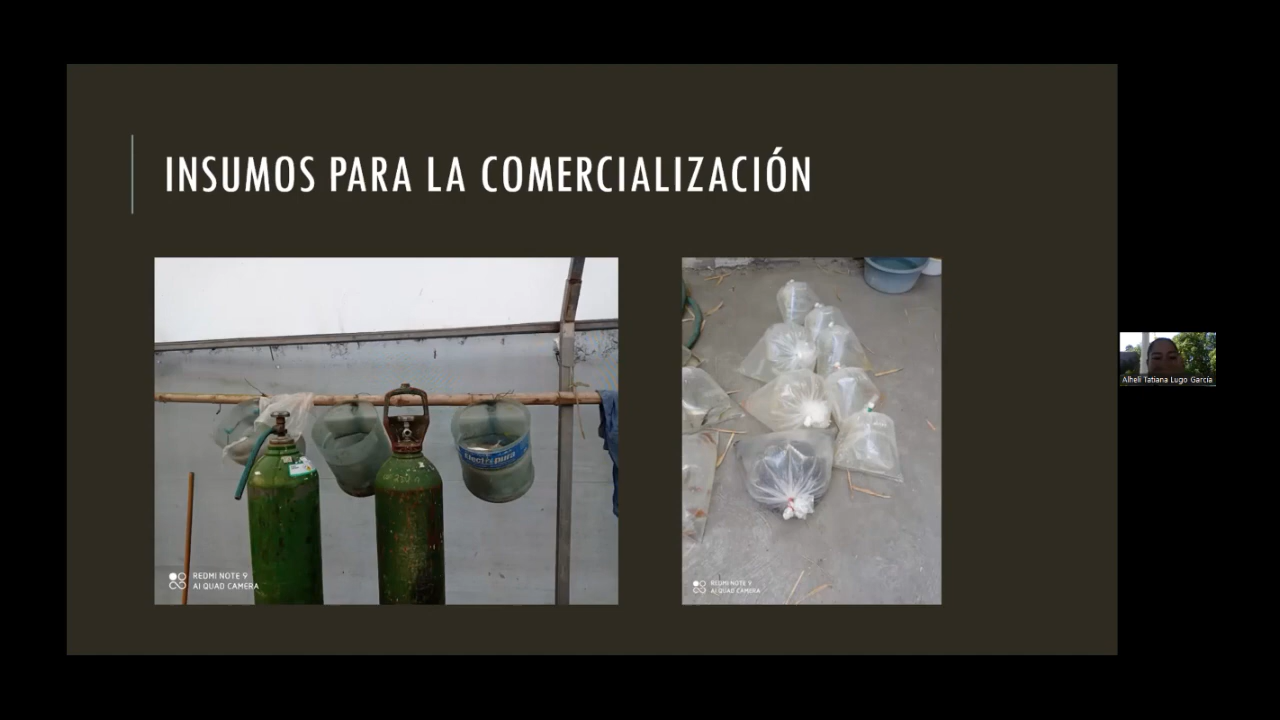 INSUMOS PARA LA COMERCIALIZACIÓN
Electropura
REDMI NOTE 9
AI QUAD CAMERA
REDMI NOTE 9
AI QUAD CAMERA
Alheli Tatiana Lugo García